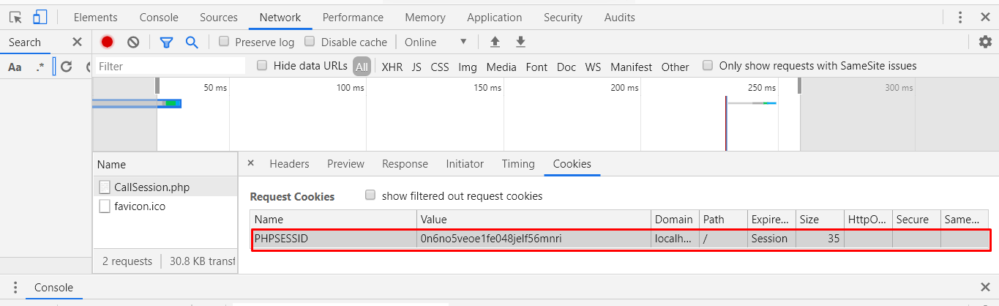 Elements Console Sources Network Performance Memory Application Security Audits
Search Preserve log Disable cache Online
Aa .* Filter Hide data URLs All XHR JS CSS Img Media Font Doc WS Manifest Other Only show requests with SameSite issues
50 ms 100 ms 150 ms 200 ms 250 ms 300 ms
Name Headers Preview Response Initiator Timing Cookies
CallSession.php
favicon.ico
Request Cookies show filtered out request cookies
Name Value Domain Path Expire... Size HttpO... Secure Same...
PHPSESSID 0n6no5veoe1fe048jelf56mnri localh... / Session 35
2 requests 30.8 KB transf
Console